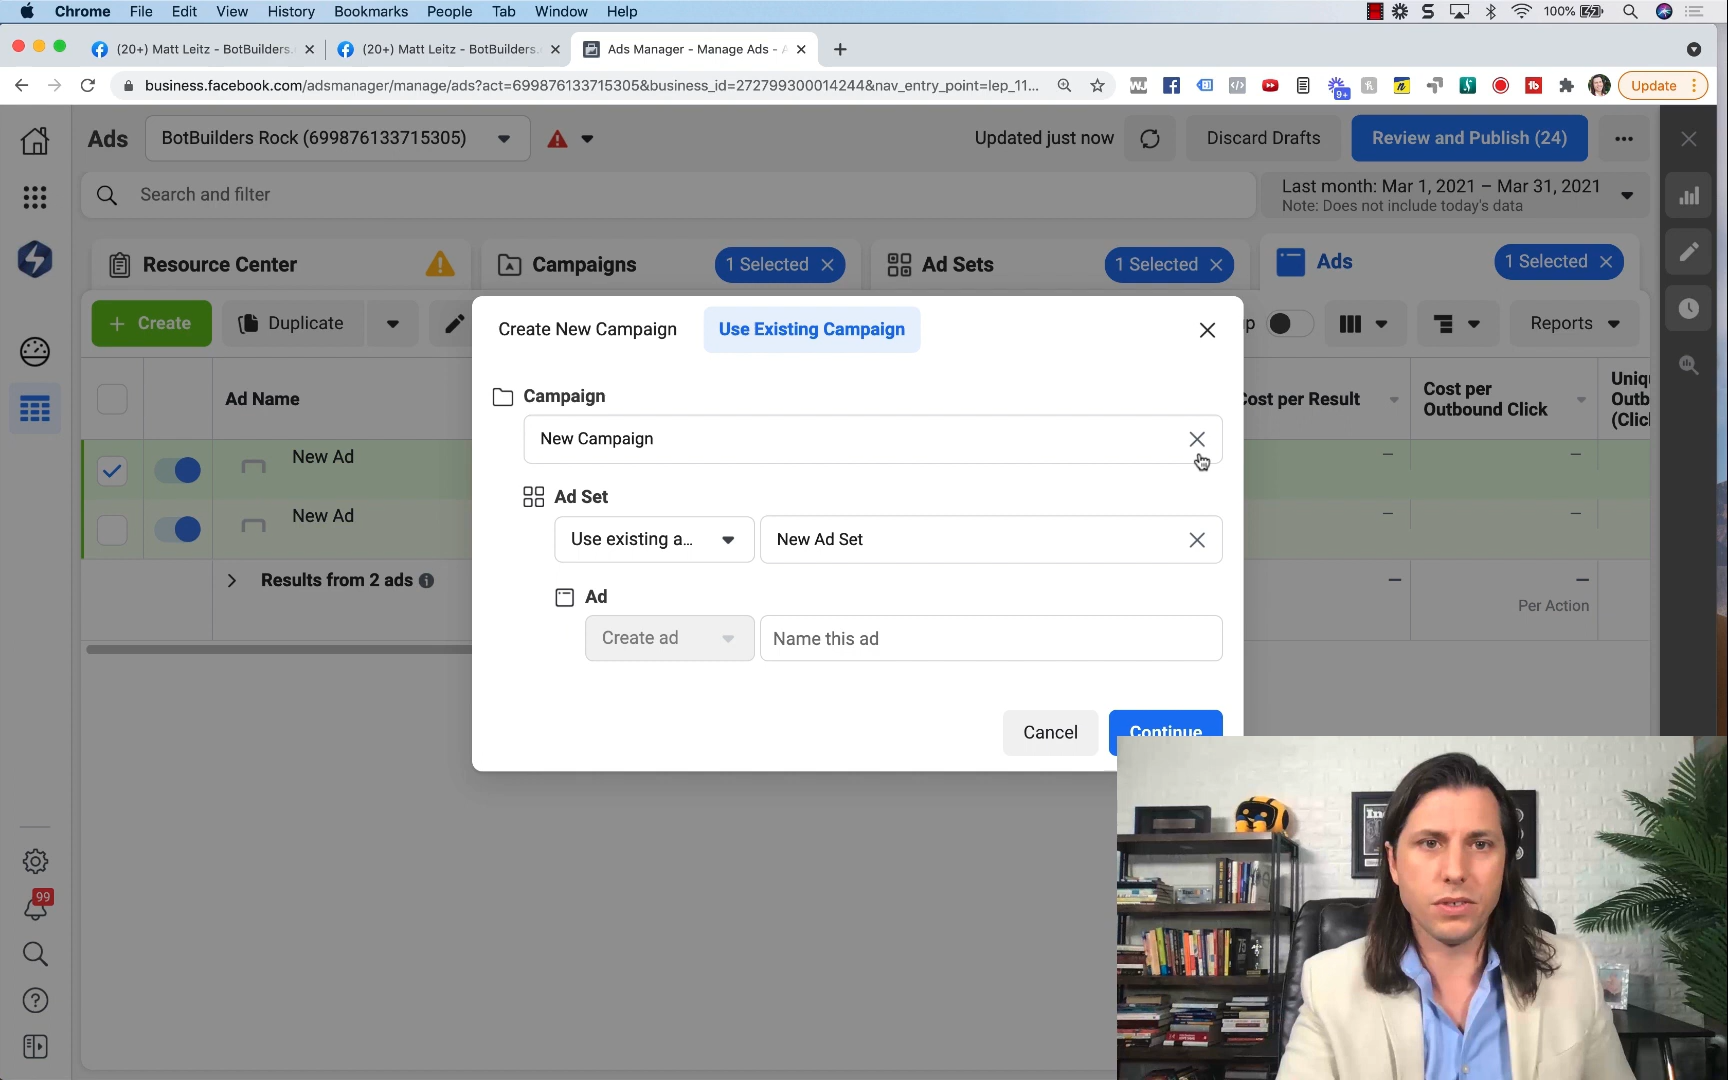 Chrome File Edit View History Bookmarks People Tab Window Help
100%
(20+) Matt Leitz - BotBuilders.
(20+) Matt Leitz - BotBuilders.
Ads Manager - Manage Ads -
business.facebook.com/adsmanager/manage/ads?act=699876133715305&business_id=272799300014244&nav_entry_point=lep_11...
9+
Update
Ads
BotBuilders Rock (699876133715305)
Updated just now
Discard Drafts
Review and Publish (24)
Search and filter
Last month: Mar 1, 2021 – Mar 31, 2021
Note: Does not include today's data
Resource Center
Campaigns
1 Selected
Ad Sets
1 Selected
Ads
1 Selected
+ Create
Duplicate
Reports
Create New Campaign
Use Existing Campaign
Campaign
New Campaign
Ad Set
Use existing a...
New Ad Set
Ad
Create ad
Name this ad
Cancel
Continue
Ad Name
Cost per Result
Cost per
Outbound Click
Uniq
Outb
(Clic
New Ad
New Ad
Results from 2 ads
Per Action
99